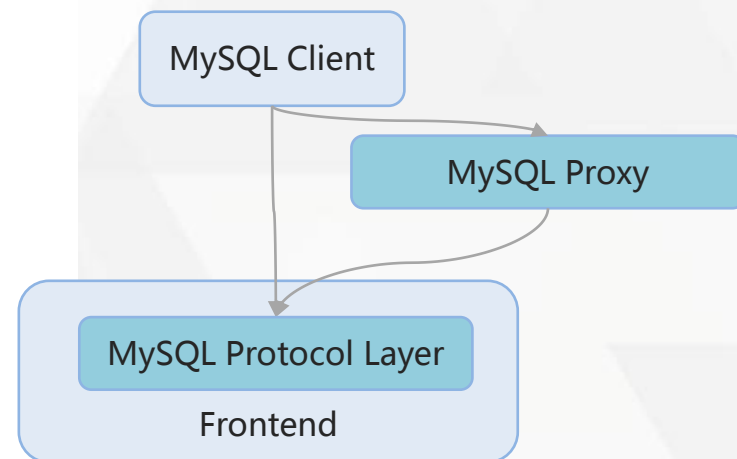 MySQL Client
MySQL Proxy
MySQL Protocol Layer
Frontend